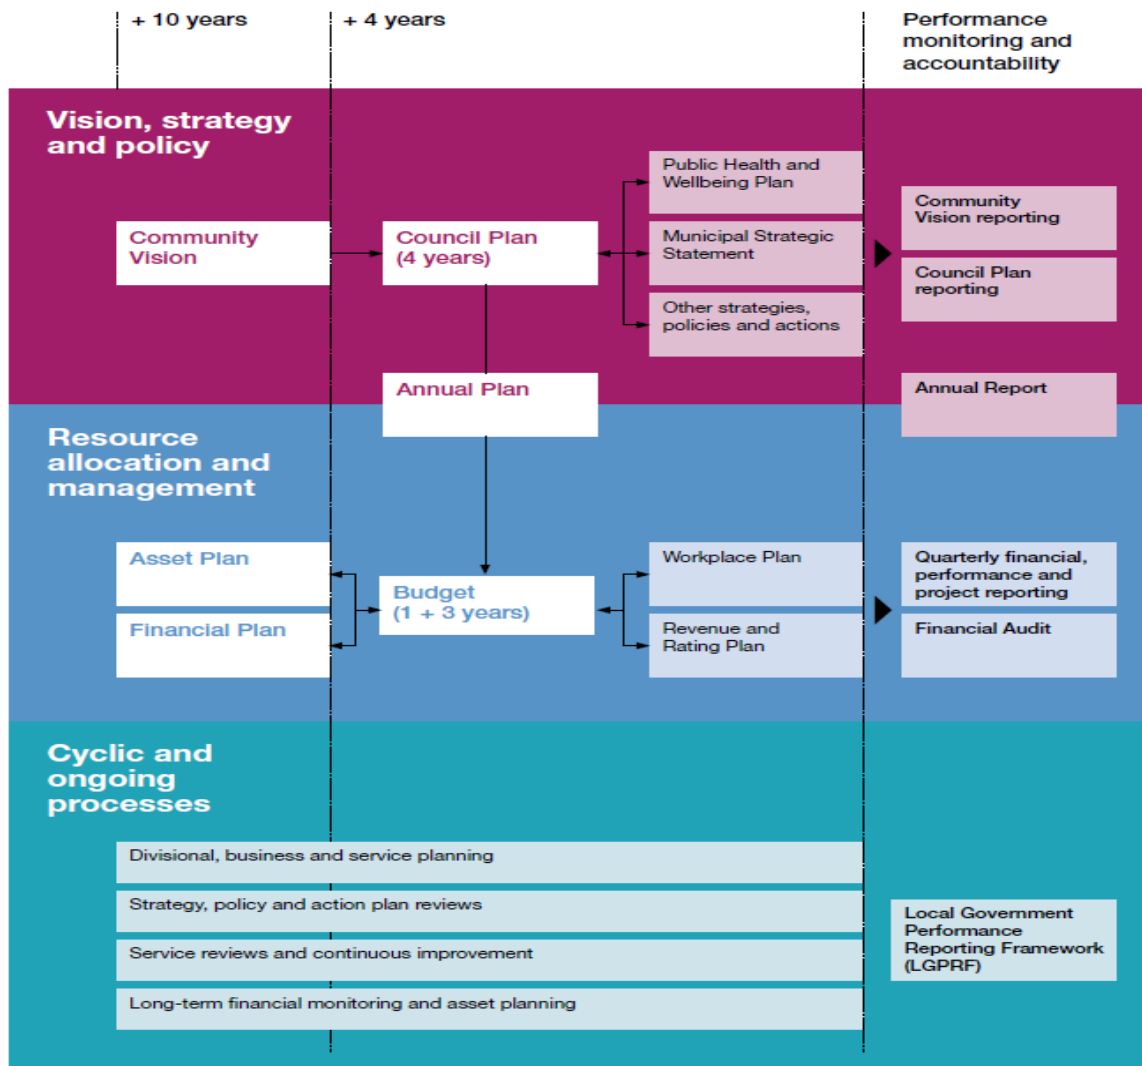 + 10 years
+ 4 years
Performance
monitoring and
accountability
Vision, strategy
and policy
Community
Vision
Council Plan
(4 years)
Public Health and
Wellbeing Plan
Municipal Strategic
Statement
Other strategies,
policies and actions
Community
Vision reporting
Council Plan
reporting
Annual Plan
Annual Report
Resource
allocation and
management
Asset Plan
Financial Plan
Budget
(1 + 3 years)
Workplace Plan
Revenue and
Rating Plan
Quarterly financial,
performance and
project reporting
Financial Audit
Cyclic and
ongoing
processes
Divisional, business and service planning
Strategy, policy and action plan reviews
Service reviews and continuous improvement
Long-term financial monitoring and asset planning
Local Government
Performance
Reporting Framework
(LGPRF)